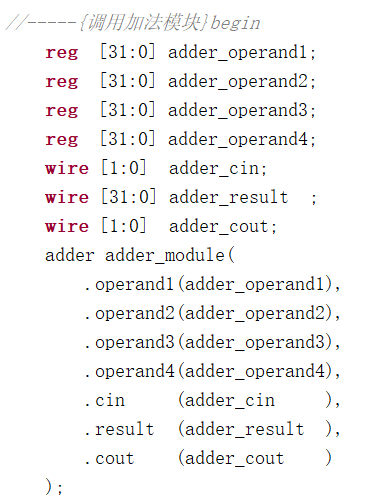 //-----{调用加法模块}begin
reg  [31:0] adder_operand1;
reg  [31:0] adder_operand2;
reg  [31:0] adder_operand3;
reg  [31:0] adder_operand4;
wire [1:0]  adder_cin;
wire [31:0] adder_result  ;
wire [1:0]  adder_cout;
adder adder_module(
.operand1(adder_operand1),
.operand2(adder_operand2),
.operand3(adder_operand3),
.operand4(adder_operand4),
.cin     (adder_cin     ),
.result  (adder_result  ),
.cout    (adder_cout    )
);